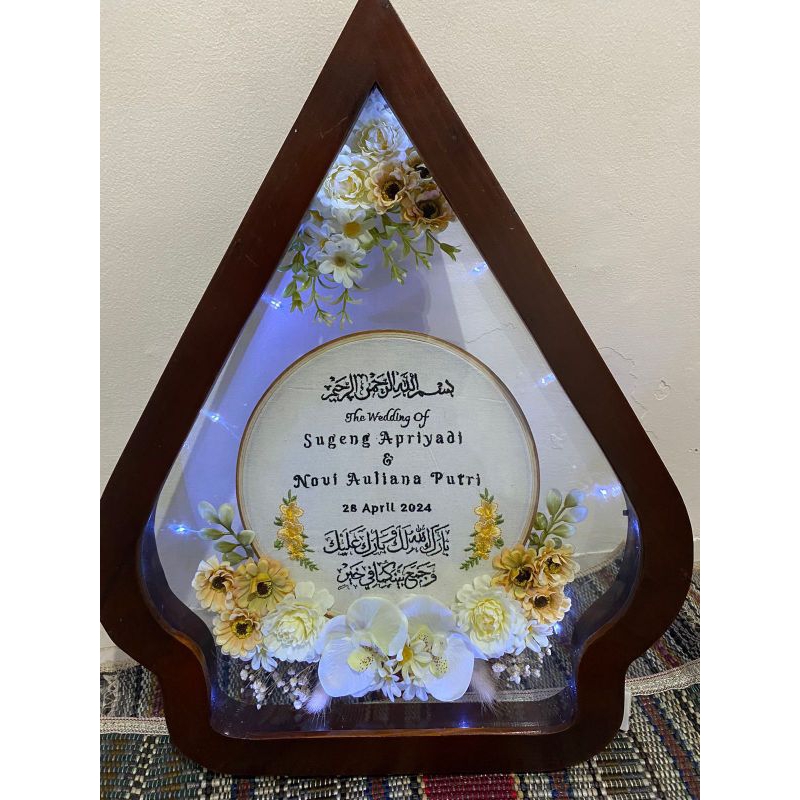 بسم الله الرحمن الرحيم
The Wedding Of
Sugeng Apriyadi
&
Novi Auliana Putri
28 April 2024
بارك الله لك وبارك عليك
وجمع بينكما في خير